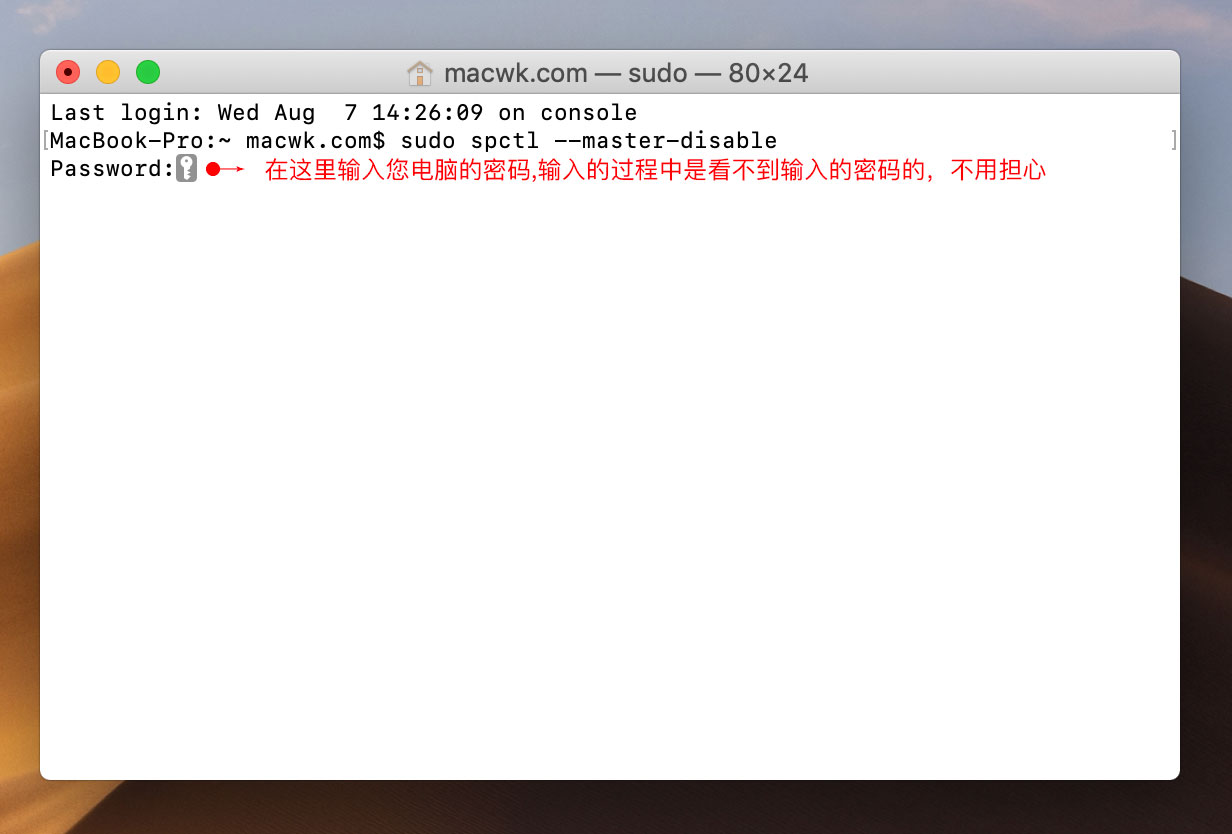 macwk.com — sudo — 80×24
Last login: Wed Aug  7 14:26:09 on console
[MacBook-Pro:~ macwk.com$ sudo spctl --master-disable ]
Password: 在这里输入您电脑的密码,输入的过程中是看不到输入的密码的，不用担心